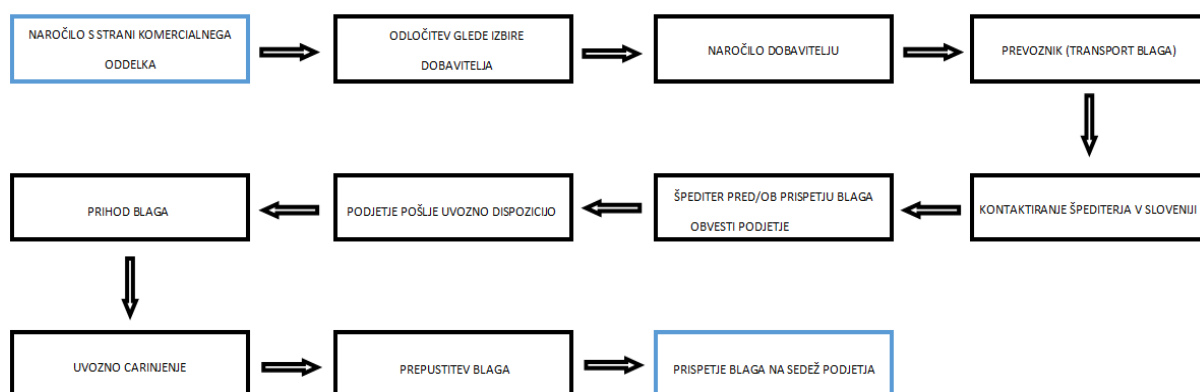 NAROČILO S STRANI KOMERCIALNEGA
ODDELKA
ODLOČITEV GLEDE IZBIRE
DOBAVITELJA
NAROČILO DOBAVITELJU
PREVOZNIK (TRANSPORT BLAGA)
KONTAKTIRANJE ŠPEDITERJA V SLOVENIJI
ŠPEDITER PRED/OB PRISPETJU BLAGA
OBVESTI PODJETJE
PODJETJE POŠLJE UVOZNO DISPOZICIJO
PRIHOD BLAGA
UVOZNO CARINJENJE
PREPUSTITEV BLAGA
PRISPETJE BLAGA NA SEDEŽ PODJETJA